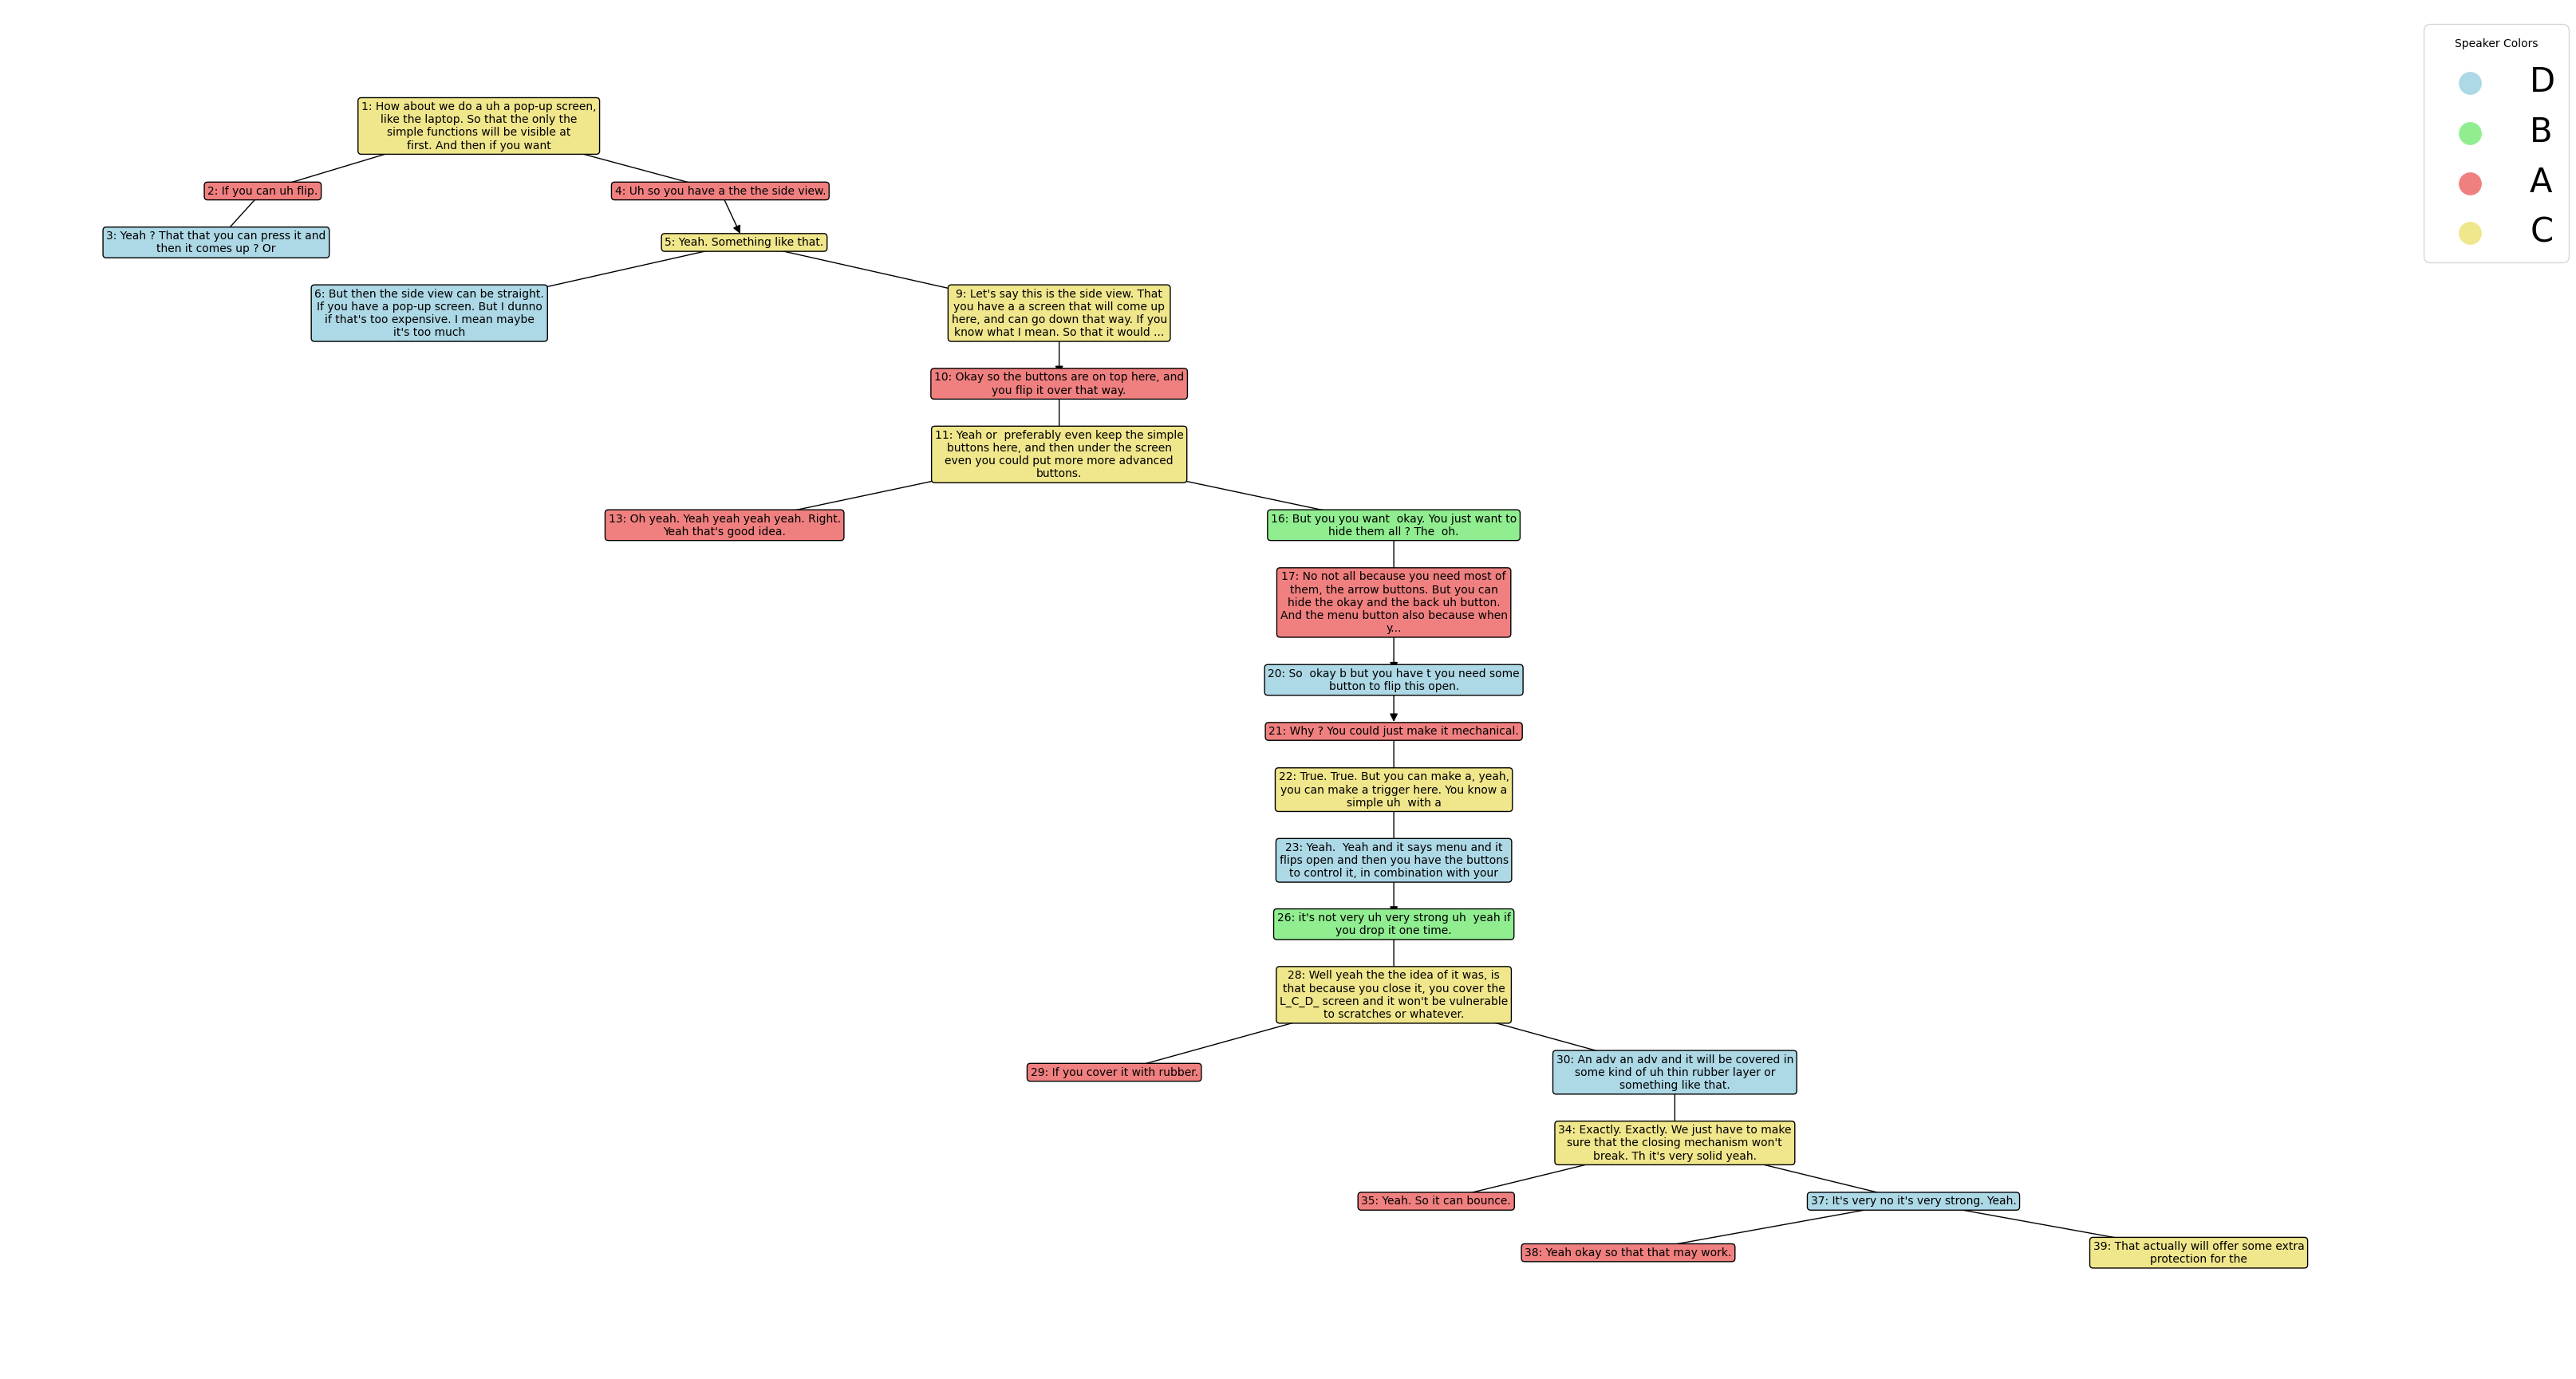 Speaker Colors
D
B
A
C
1: How about we do a uh a pop-up screen,
like the laptop. So that the only the
simple functions will be visible at
first. And then if you want
2: If you can uh flip.
4: Uh so you have a the the side view.
3: Yeah ? That that you can press it and
then it comes up ? Or
5: Yeah. Something like that.
6: But then the side view can be straight.
If you have a pop-up screen. But I dunno
if that's too expensive. I mean maybe
it's too much
9: Let's say this is the side view. That
you have a a screen that will come up
here, and can go down that way. If you
know what I mean. So that it would ...
10: Okay so the buttons are on top here, and
you flip it over that way.
11: Yeah or  preferably even keep the simple
buttons here, and then under the screen
even you could put more more advanced
buttons.
13: Oh yeah. Yeah yeah yeah yeah. Right.
Yeah that's good idea.
16: But you you want  okay. You just want to
hide them all ? The  oh.
17: No not all because you need most of
them, the arrow buttons. But you can
hide the okay and the back uh button.
And the menu button also because when
y...
20: So  okay b but you have t you need some
button to flip this open.
21: Why ? You could just make it mechanical.
22: True. True. But you can make a, yeah,
you can make a trigger here. You know a
simple uh  with a
23: Yeah.  Yeah and it says menu and it
flips open and then you have the buttons
to control it, in combination with your
26: it's not very uh very strong uh  yeah if
you drop it one time.
28: Well yeah the the idea of it was, is
that because you close it, you cover the
L_C_D_ screen and it won't be vulnerable
to scratches or whatever.
29: If you cover it with rubber.
30: An adv an adv and it will be covered in
some kind of uh thin rubber layer or
something like that.
34: Exactly. Exactly. We just have to make
sure that the closing mechanism won't
break. Th it's very solid yeah.
35: Yeah. So it can bounce.
37: It's very no it's very strong. Yeah.
38: Yeah okay so that that may work.
39: That actually will offer some extra
protection for the